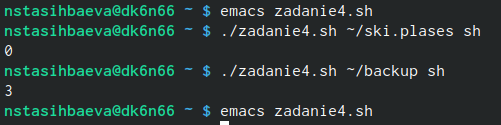 nstasihbaeva@dk6n66 ~ $ emacs zadanie4.sh
nstasihbaeva@dk6n66 ~ $ ./zadanie4.sh ~/ski.plases sh
0
nstasihbaeva@dk6n66 ~ $ ./zadanie4.sh ~/backup sh
3
nstasihbaeva@dk6n66 ~ $ emacs zadanie4.sh